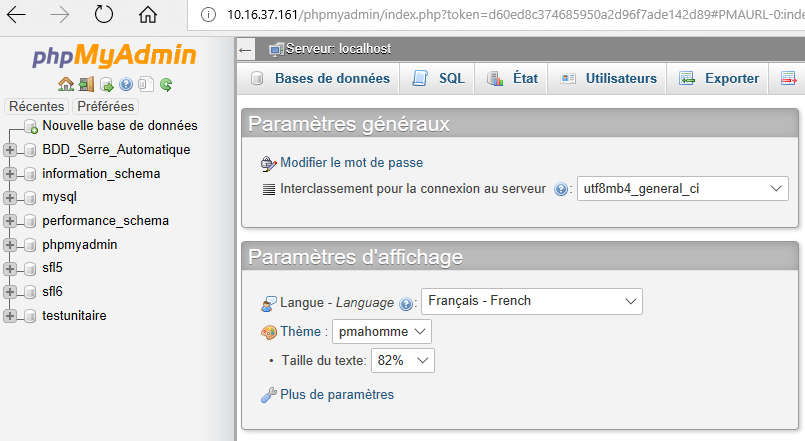 10.16.37.161/phpmyadmin/index.php?token=d60ed8c374685950a2d96f7ade142d89#PMAURL-0:inde
phpMyAdmin
Récentes Préférées
Nouvelle base de données
BDD_Serre_Automatique
information_schema
mysql
performance_schema
phpmyadmin
sfl5
sfl6
testunitaire
Serveur: localhost
Bases de données SQL État Utilisateurs Exporter
Paramètres généraux
Modifier le mot de passe
Interclassement pour la connexion au serveur : utf8mb4_general_ci
Paramètres d'affichage
Langue - Language : Français - French
Thème : pmahomme
• Taille du texte: 82%
Plus de paramètres